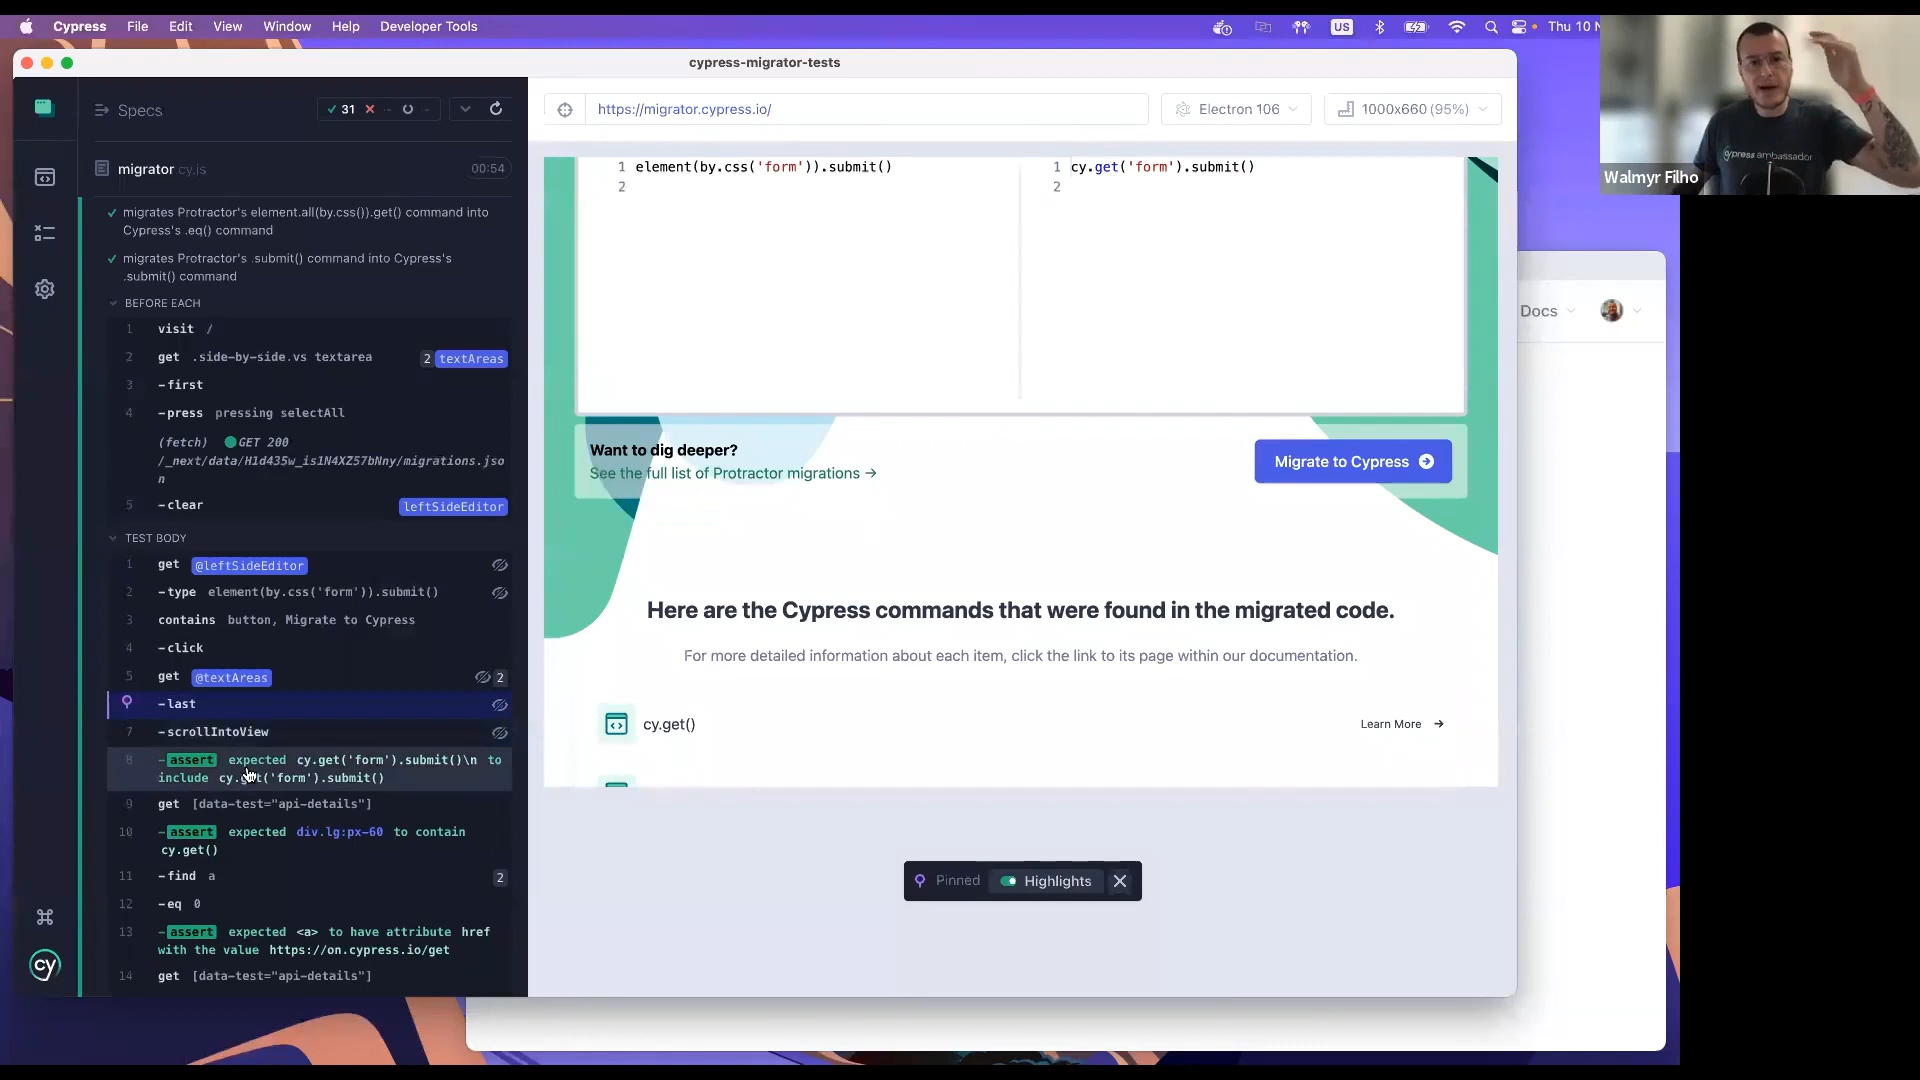 Cypress File Edit View Window Help Developer Tools
US
Thu 10 N
cypress-migrator-tests
Specs
31
migrator cy.js
00:54
migrates Protractor's element.all(by.css()).get() command into
Cypress's .eq() command
migrates Protractor's .submit() command into Cypress's
.submit() command
BEFORE EACH
1 visit /
2 get .side-by-side.vs textarea 2 textAreas
3 -first
4 -press pressing selectAll
(fetch) GET 200
/_next/data/H1d435w_is1N4XZ57bNny/migrations.jso
n
5 -clear leftSideEditor
TEST BODY
1 get @leftSideEditor
2 -type element(by.css('form')).submit()
3 contains button, Migrate to Cypress
4 -click
5 get @textAreas 2
-last
7 -scrollIntoView
8 -assert expected cy.get('form').submit()\n to
include cy.get('form').submit()
9 get [data-test="api-details"]
10 -assert expected div.lg:px-60 to contain
cy.get()
11 -find a 2
12 -eq 0
13 -assert expected <a> to have attribute href
with the value https://on.cypress.io/get
14 get [data-test="api-details"]
cy
https://migrator.cypress.io/
Electron 106
1000x660 (95%)
1 element(by.css('form')).submit()
2
1 cy.get('form').submit()
2
Want to dig deeper?
See the full list of Protractor migrations →
Migrate to Cypress
Here are the Cypress commands that were found in the migrated code.
For more detailed information about each item, click the link to its page within our documentation.
cy.get()
Learn More →
Pinned
Highlights
Docs
cypress ambassador
Walmyr Filho